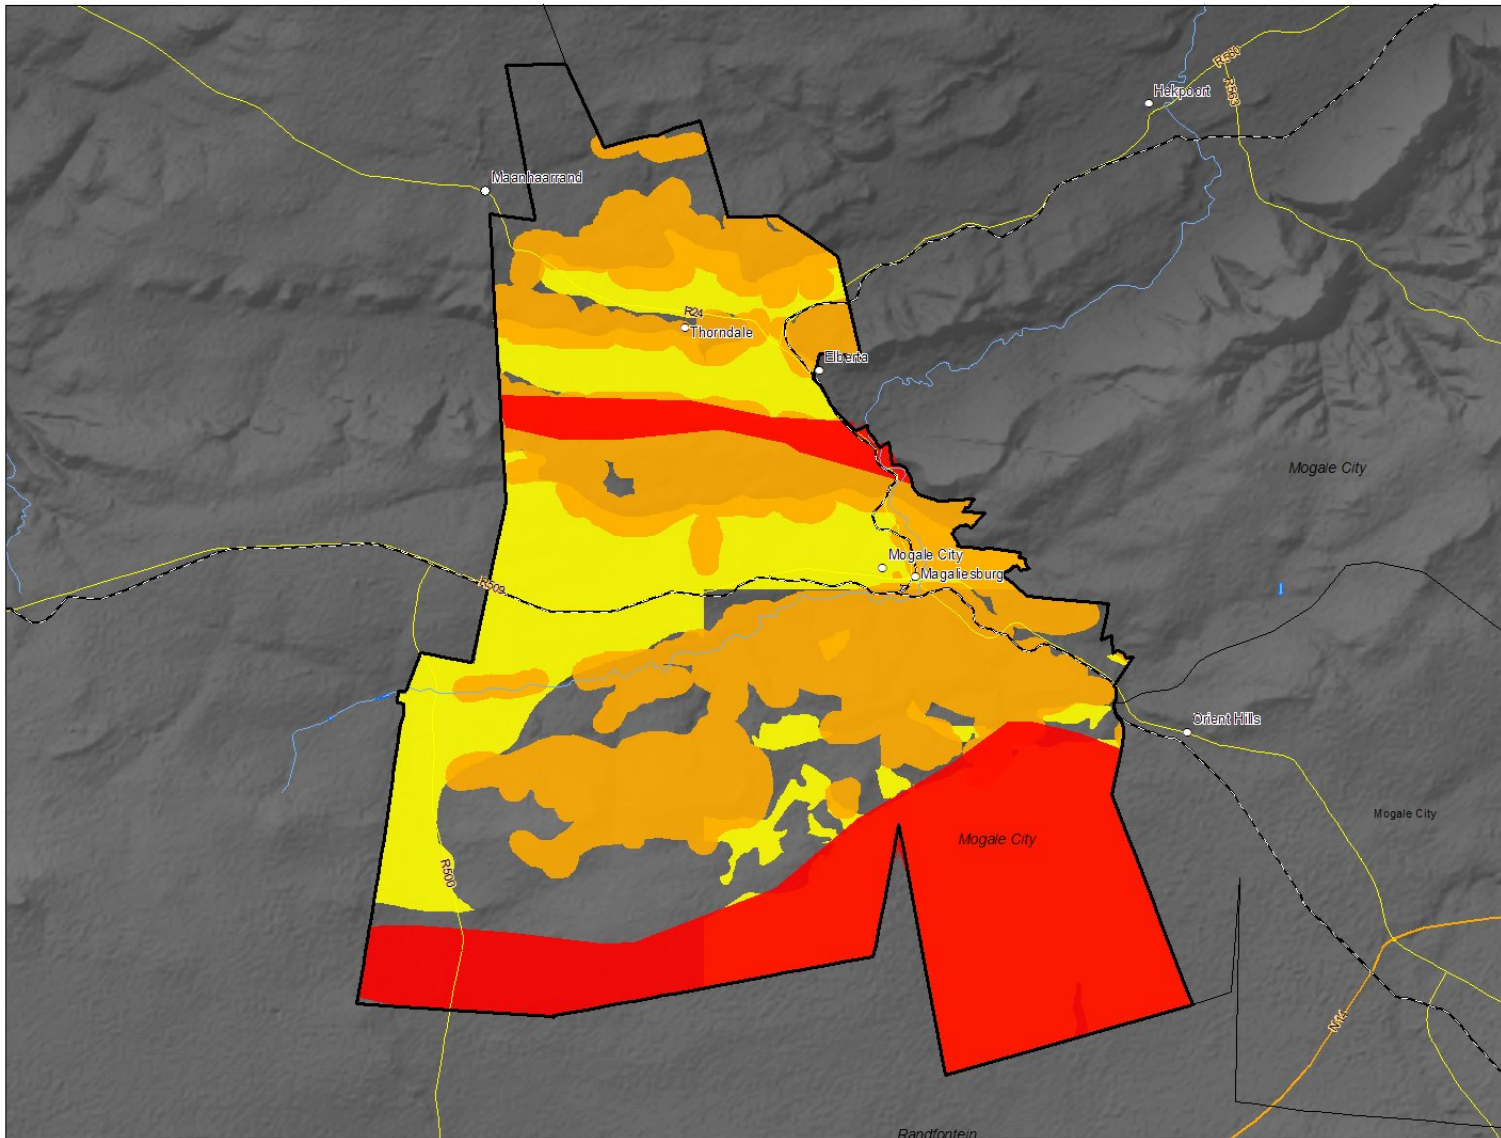 R560
Hekpoort
R563
Maanhaarrand
R24
Thorndale
Elberta
Mogale City
Mogale City
Magaliesburg
R509
Orient Hills
Mogale City
Mogale City
R500
N14
Randfontein